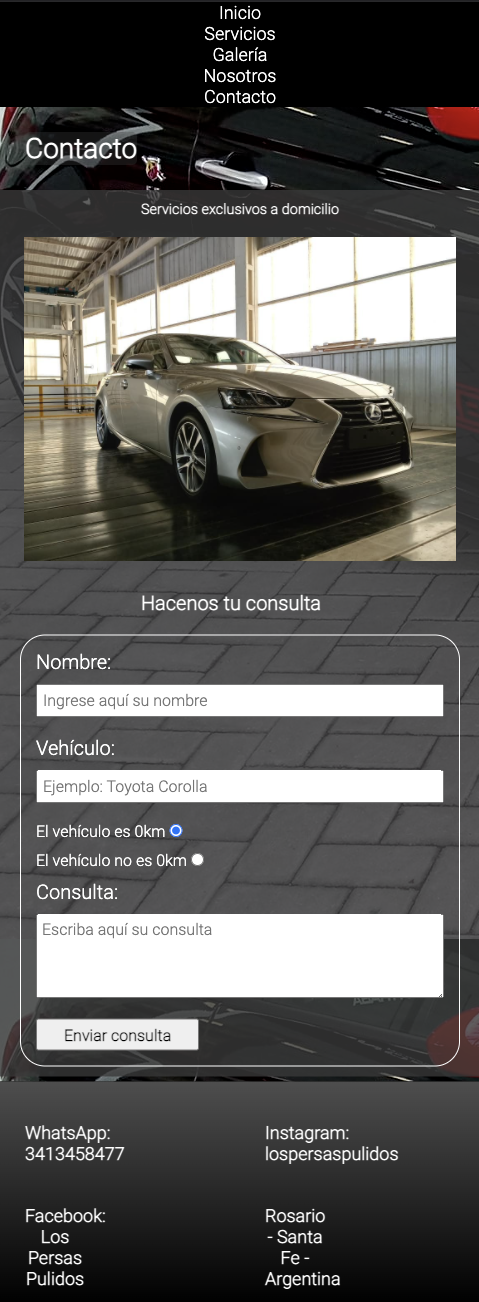 Inicio
Servicios
Galería
Nosotros
Contacto
Contacto
Servicios exclusivos a domicilio
Hacenos tu consulta
Nombre:
Ingrese aquí su nombre
Vehículo:
Ejemplo: Toyota Corolla
El vehículo es 0km
El vehículo no es 0km
Consulta:
Escriba aquí su consulta
Enviar consulta
WhatsApp:
3413458477
Instagram:
lospersaspulidos
Facebook:
Los
Persas
Pulidos
Rosario
- Santa
Fe -
Argentina